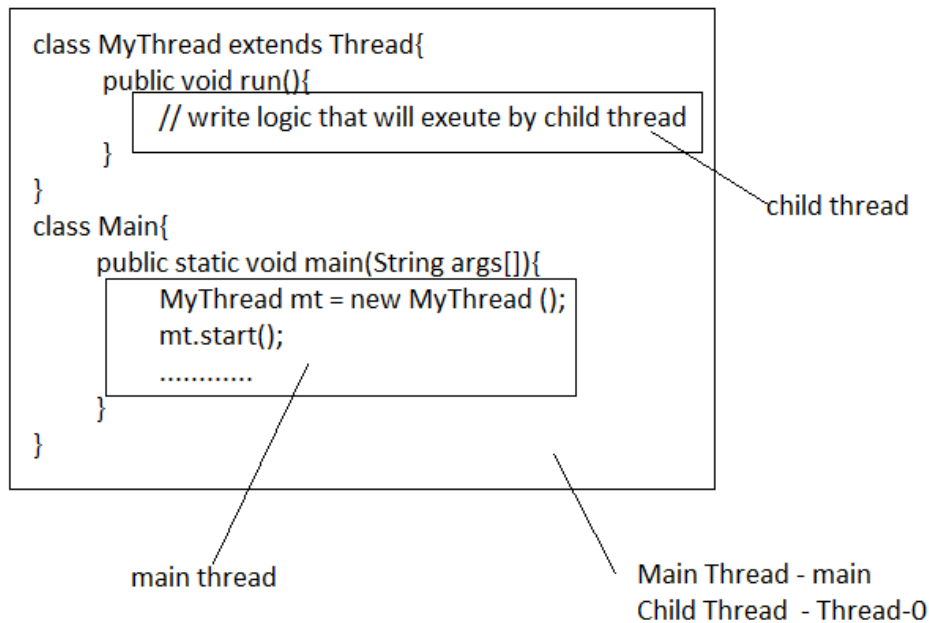 class MyThread extends Thread{
public void run(){
// write logic that will exeute by child thread
}
}
child thread
class Main{
public static void main(String args[]){
MyThread mt = new MyThread ();
mt.start();
............
}
}
main thread
Main Thread - main
Child Thread - Thread-0